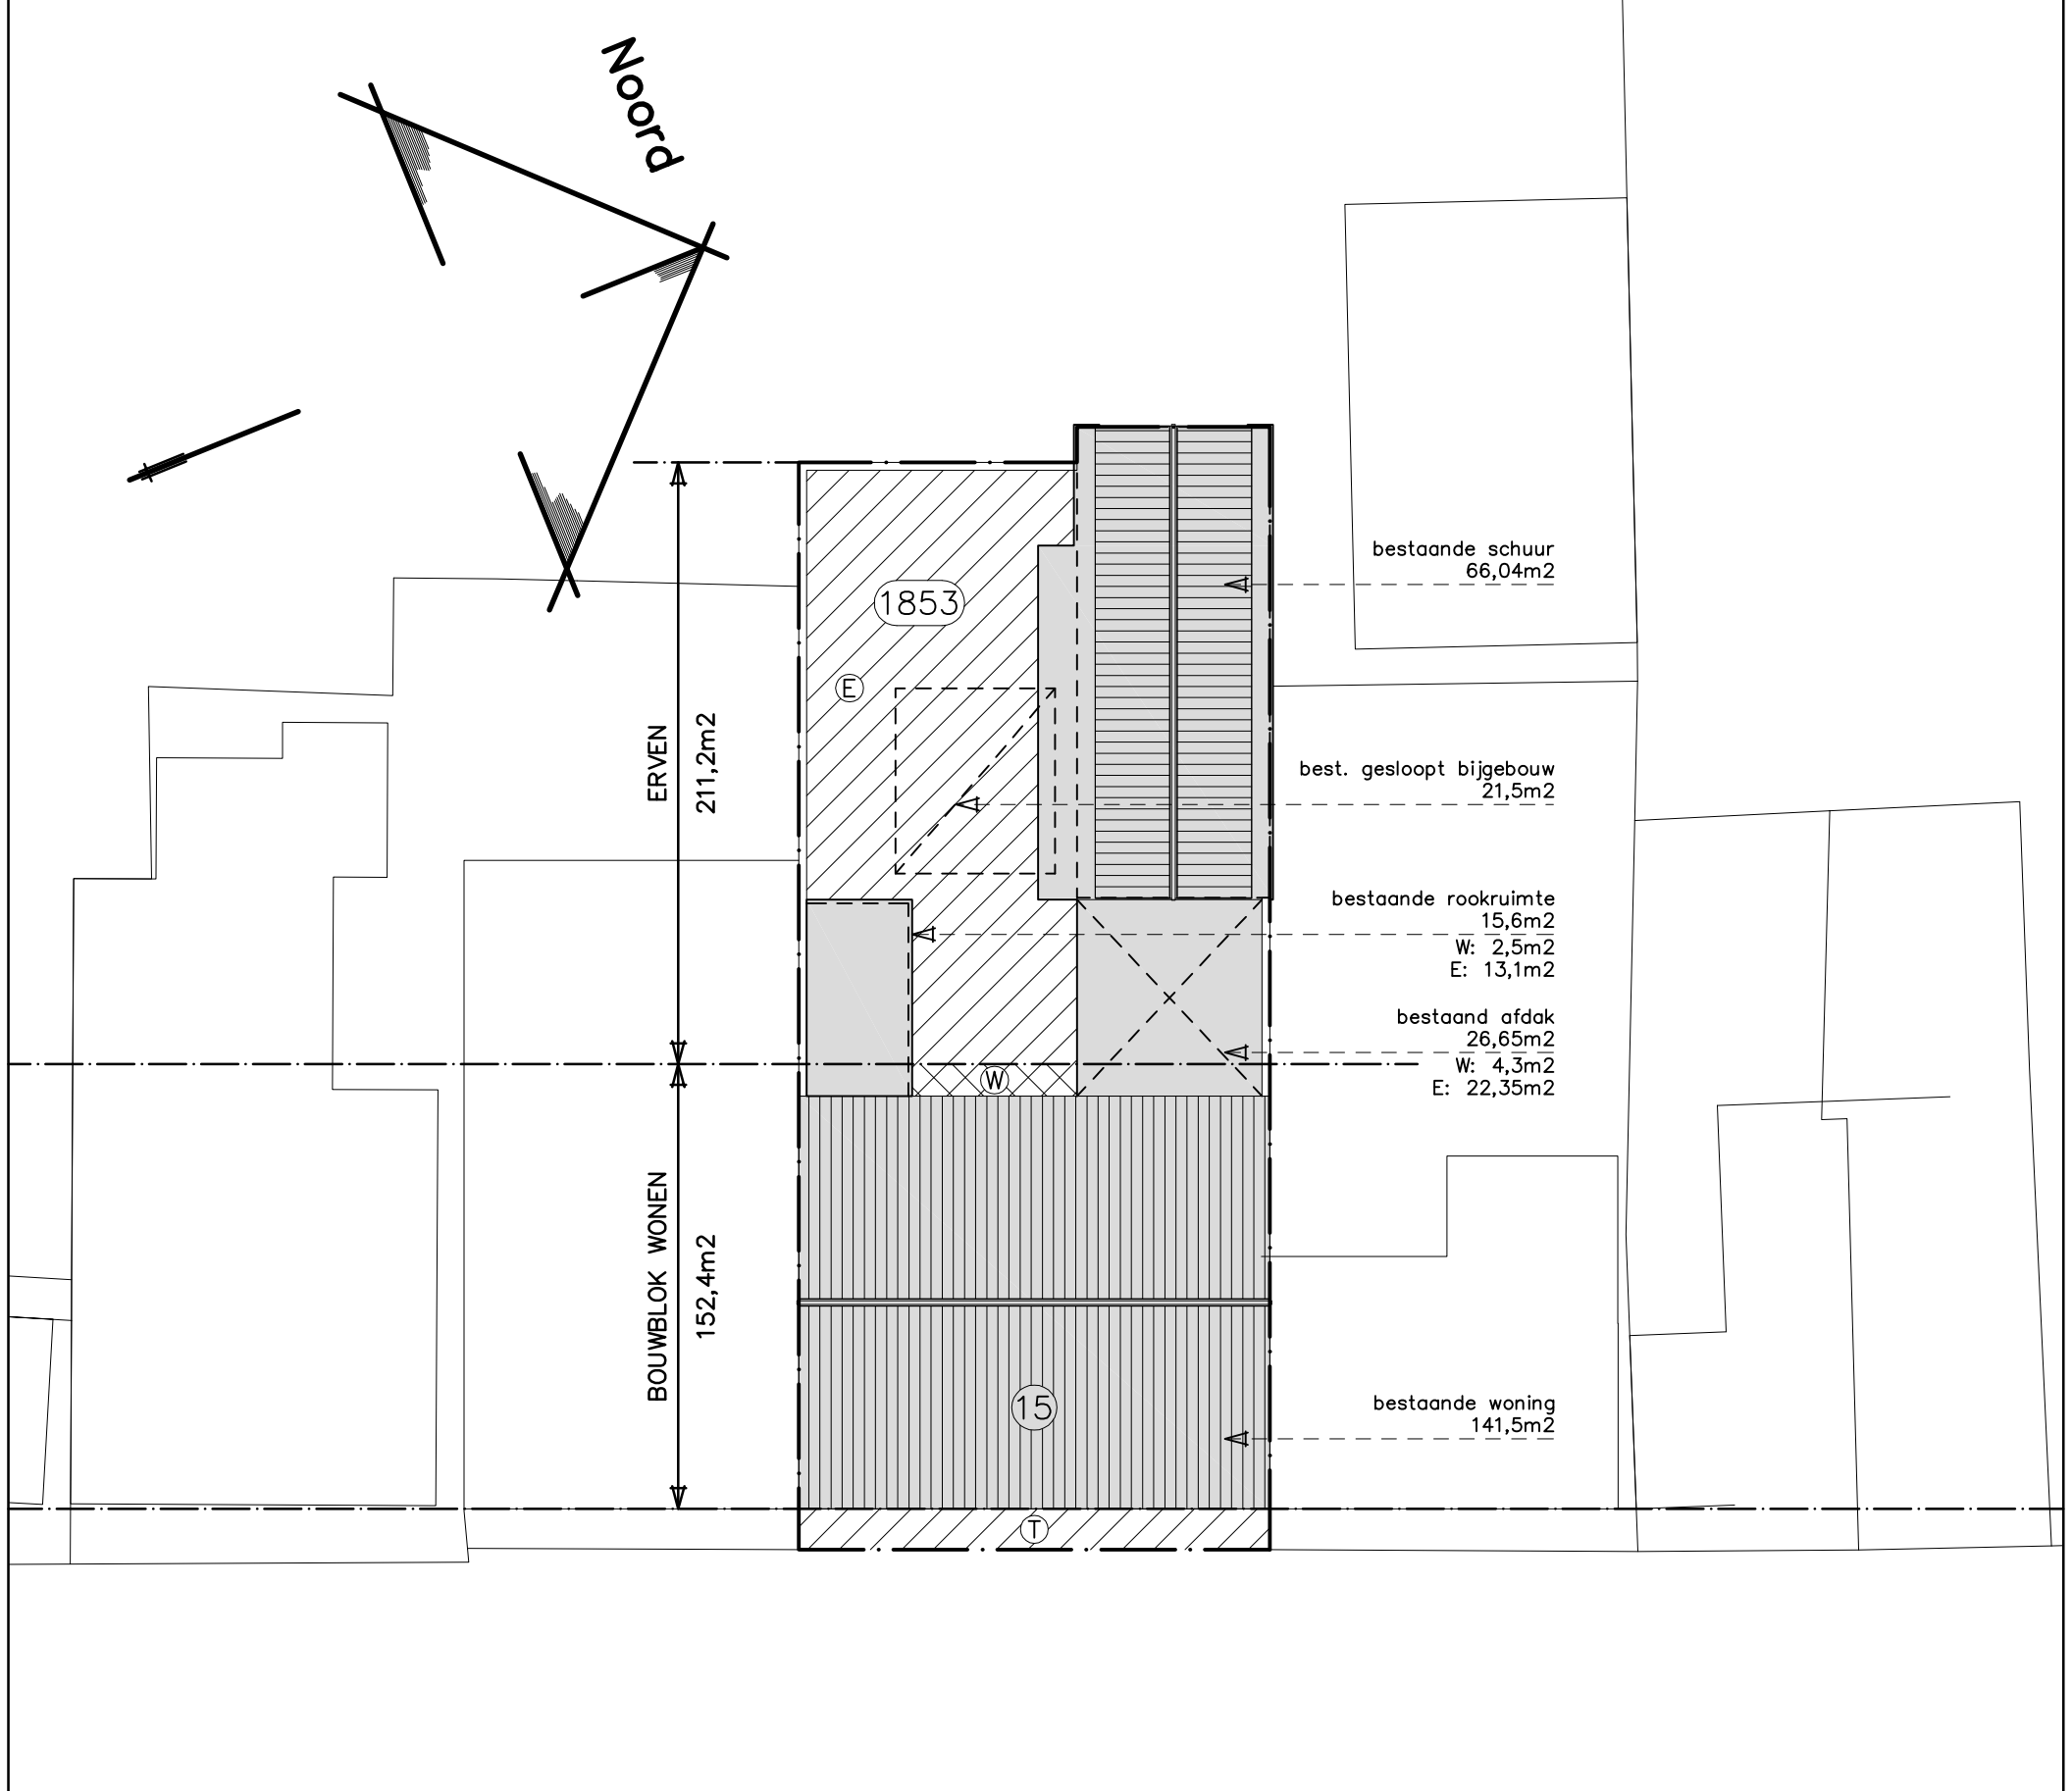 Noord
bestaande schuur
66,04m2
1853
E
ERVEN
211,2m2
best. gesloopt bijgebouw
21,5m2
bestaande rookruimte
15,6m2
W: 2,5m2
E: 13,1m2
bestaand afdak
26,65m2
W: 4,3m2
E: 22,35m2
W
BOUWBLOK WONEN
152,4m2
15
bestaande woning
141,5m2
T